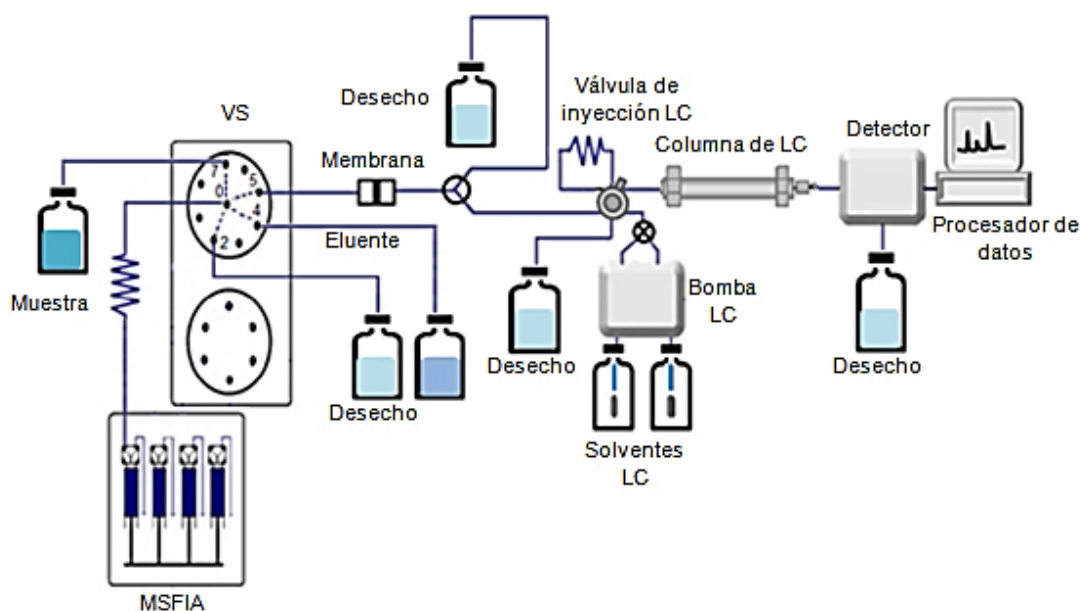 VS
Desecho
Válvula de
inyección LC
Columna de LC
Detector
Procesador de
datos
Membrana
7
0
5
4
2
Eluente
Muestra
Desecho
Desecho
Bomba
LC
Solventes
LC
Desecho
MSFIA